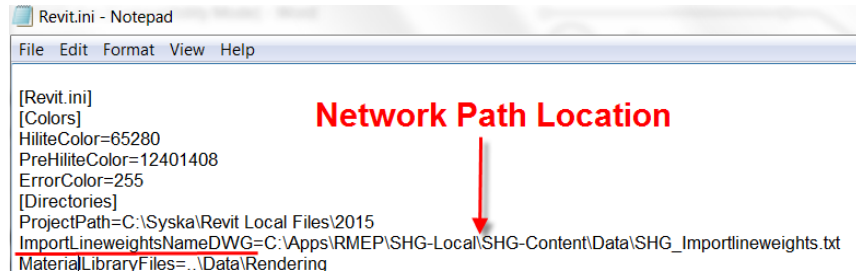 Revit.ini - Notepad
File Edit Format View Help
[Revit.ini]
[Colors]
Network Path Location
HiliteColor=65280
PreHiliteColor=12401408
ErrorColor=255
[Directories]
ProjectPath=C:\Syska\Revit Local Files\2015
ImportLineweightsNameDWG=C:\Apps\RMEP\SHG-Local\SHG-Content\Data\SHG_Importlineweights.txt
MaterialLibraryFiles=..\Data\Rendering